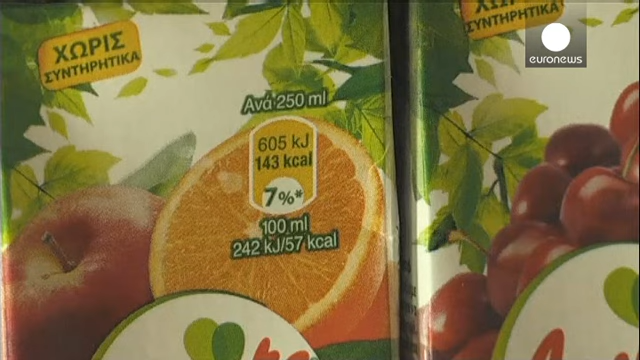 ΧΩΡΙΣ
ΣΥΝΤΗΡΗΤΙΚΑ
Ανά 250 ml
605 kJ
143 kcal
7%*
100 ml
242 kJ/57 kcal
ΣΥΝΤΗΡΗΤΙΚΑ
euronews